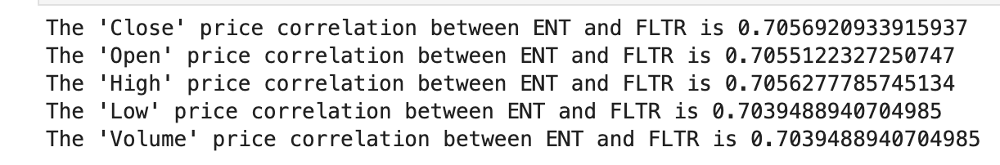 The 'Close' price correlation between ENT and FLTR is 0.7056920933915937
The 'Open' price correlation between ENT and FLTR is 0.7055122327250747
The 'High' price correlation between ENT and FLTR is 0.7056277785745134
The 'Low' price correlation between ENT and FLTR is 0.7039488940704985
The 'Volume' price correlation between ENT and FLTR is 0.7039488940704985